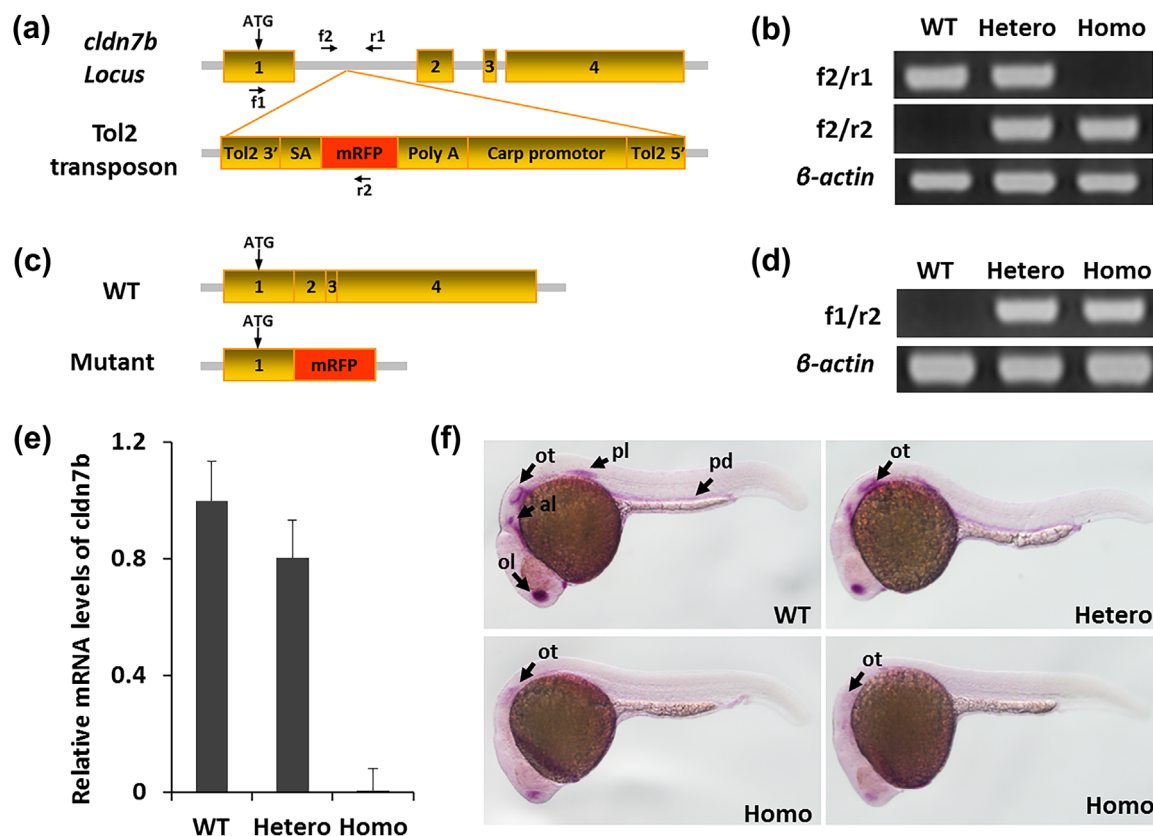 (a)
ATG
cldn7b
Locus
f2
r1
1
2
3
4
f1
Tol2
transposon
Tol2 3′
SA
mRFP
Poly A
Carp promotor
Tol2 5′
r2
(b)
WT Hetero Homo
f2/r1
f2/r2
β-actin
(c)
ATG
WT
1
2
3
4
ATG
Mutant
1
mRFP
(d)
WT Hetero Homo
f1/r2
β-actin
(e)
Relative mRNA levels of cldn7b
1.2
0.8
0.4
0
WT Hetero Homo
(f)
ot
pl
pd
al
ol
WT
ot
Hetero
ot
Homo
ot
Homo